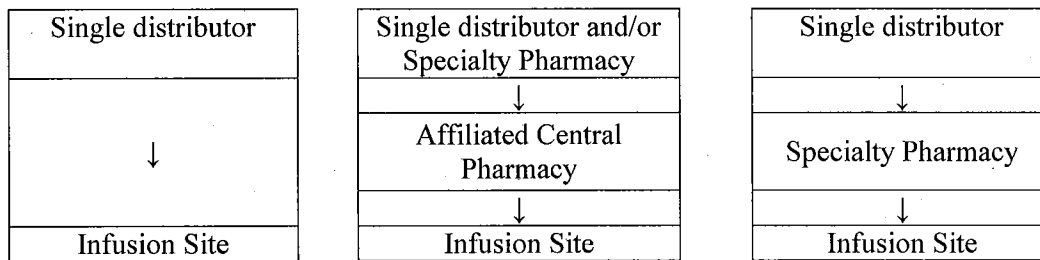 Single distributor
↓
Infusion Site
Single distributor and/or
Specialty Pharmacy
↓
Affiliated Central
Pharmacy
↓
Infusion Site
Single distributor
↓
Specialty Pharmacy
↓
Infusion Site